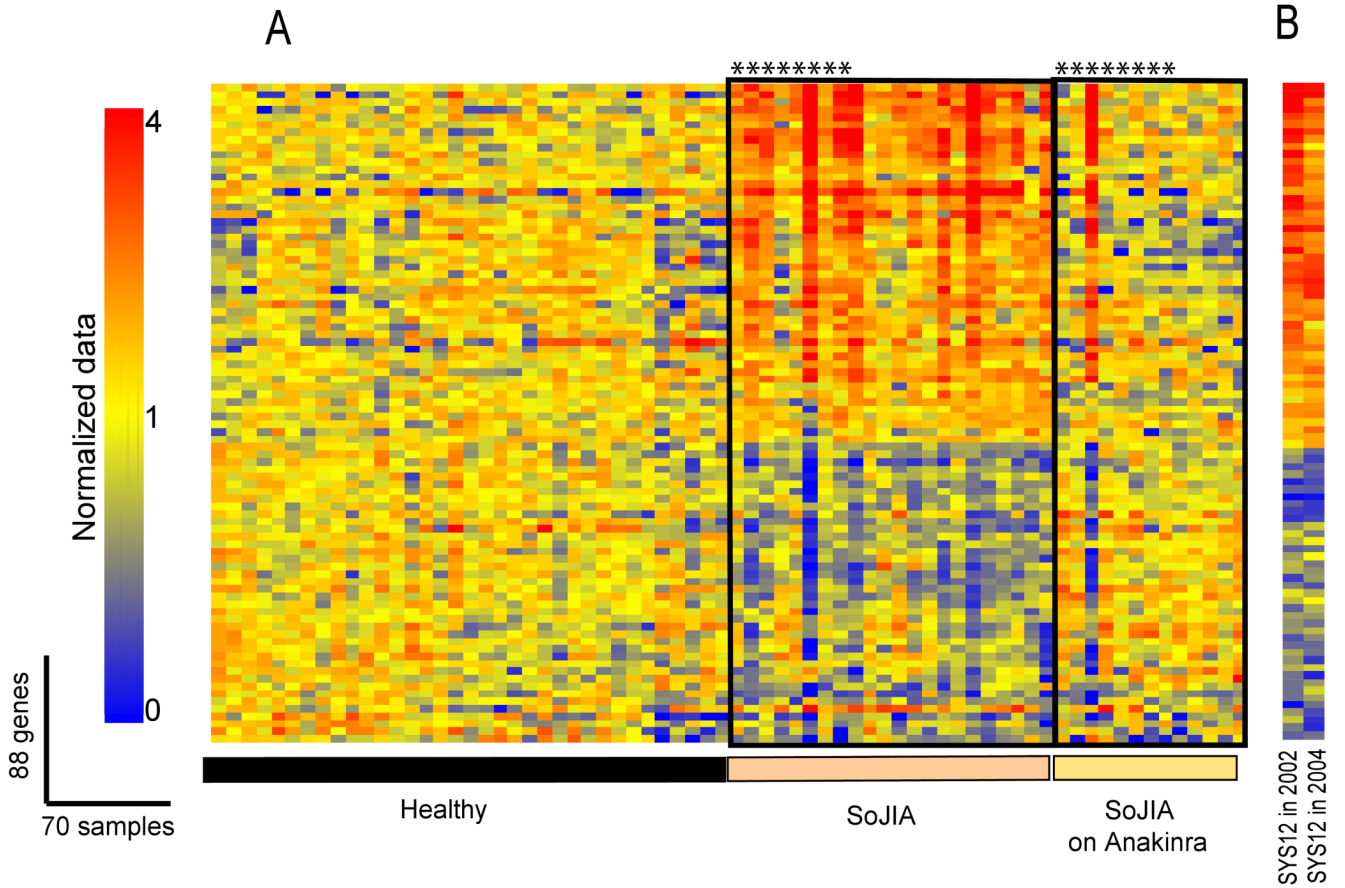 A
B
******** ********
4
1
0
Normalized data
88 genes
70 samples
Healthy
SoJIA
SoJIA
on Anakinra
SYS12 in 2002
SYS12 in 2004